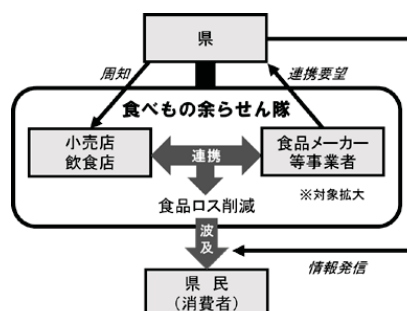 県
周知
連携要望
食べもの余らせん隊
小売店
飲食店
連携
食品メーカー
等事業者
※対象拡大
食品ロス削減
波及
情報発信
県民
(消費者)